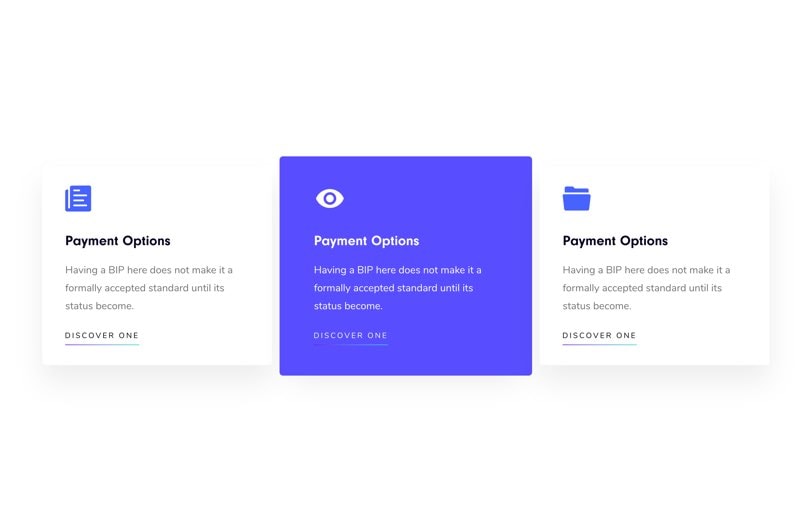 Payment Options
Having a BIP here does not make it a
formally accepted standard until its
status become.
DISCOVER ONE
Payment Options
Having a BIP here does not make it a
formally accepted standard until its
status become.
DISCOVER ONE
Payment Options
Having a BIP here does not make it a
formally accepted standard until its
status become.
DISCOVER ONE